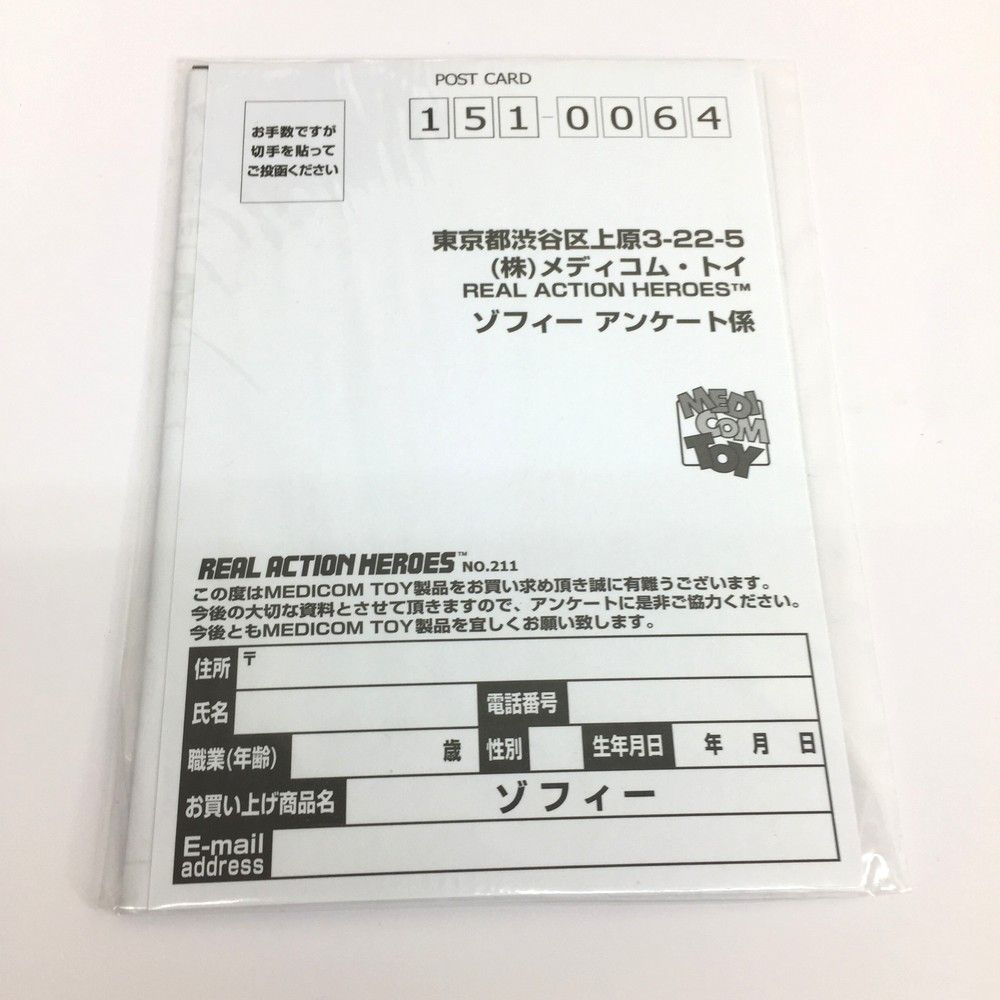 POST CARD
151-0064
お手数ですが
切手を貼って
ご投函ください
東京都渋谷区上原3-22-5
(株)メディコム・トイ
REAL ACTION HEROES™
ゾフィー アンケート係
MEDI
COM
TOY
REAL ACTION HEROES™ NO.211
この度はMEDICOM TOY製品をお買い求め頂き誠に有難うございます。
今後の大切な資料とさせて頂きますので、アンケートに是非ご協力ください。
今後ともMEDICOM TOY製品を宜しくお願い致します。
住所 〒
氏名 電話番号
職業(年齢) 歳 性別 生年月日 年 月 日
お買い上げ商品名 ゾフィー
E-mail
address